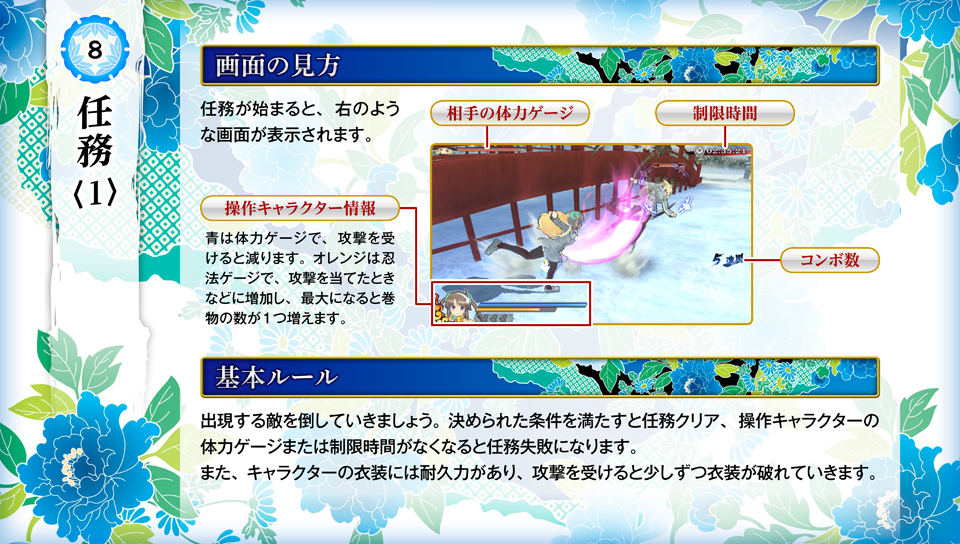 8
任務
〈1〉
画面の見方
任務が始まると、右のよう
な画面が表示されます。
相手の体力ゲージ
制限時間
操作キャラクター情報
青は体力ゲージで、攻撃を受
けると減ります。オレンジは忍
法ゲージで、攻撃を当てたとき
などに増加し、最大になると巻
物の数が1つ増えます。
02:35:21
5連閃
コンボ数
基本ルール
出現する敵を倒していきましょう。決められた条件を満たすと任務クリア、操作キャラクターの
体力ゲージまたは制限時間がなくなると任務失敗になります。
また、キャラクターの衣装には耐久力があり、攻撃を受けると少しずつ衣装が破れていきます。